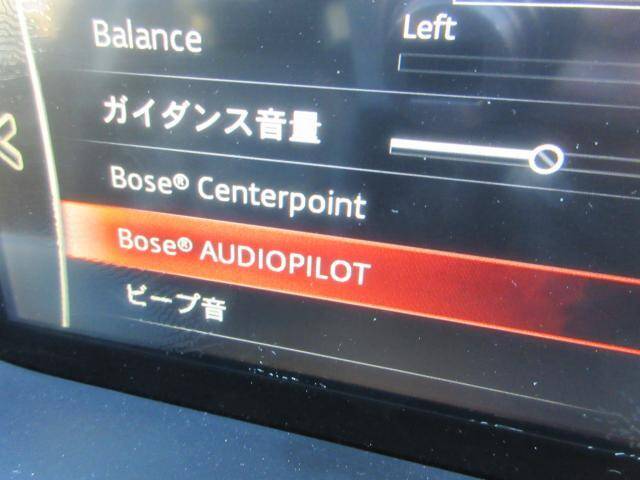 Balance Left
ガイダンス音量
Bose® Centerpoint
Bose® AUDIOPILOT
ビープ音